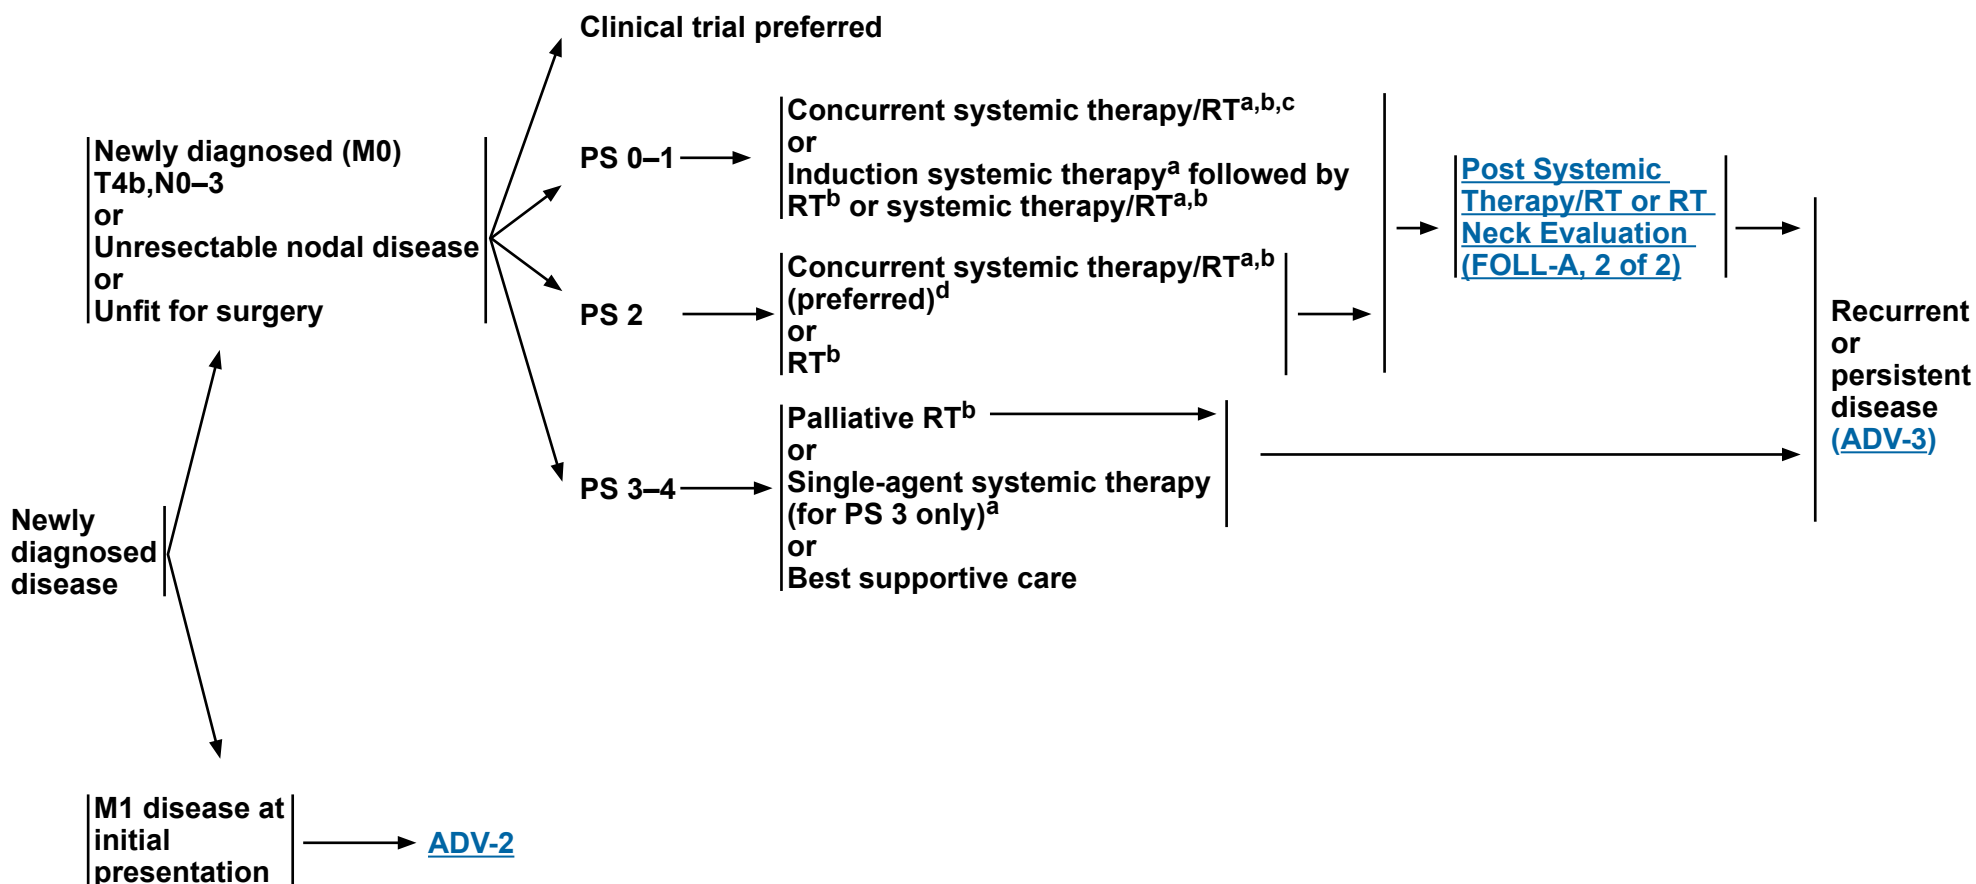 Clinical trial preferred
Newly diagnosed (M0)
T4b,N0–3
or
Unresectable nodal disease
or
Unfit for surgery
PS 0–1
Concurrent systemic therapy/RTa,b,c
or
Induction systemic therapya followed by
RTb or systemic therapy/RTa,b
PS 2
Concurrent systemic therapy/RTa,b
(preferred)d
or
RTb
PS 3–4
Palliative RTb
or
Single-agent systemic therapy
(for PS 3 only)a
or
Best supportive care
Post Systemic
Therapy/RT or RT
Neck Evaluation
(FOLL-A, 2 of 2)
Recurrent
or
persistent
disease
(ADV-3)
Newly
diagnosed
disease
M1 disease at
initial
presentation
ADV-2